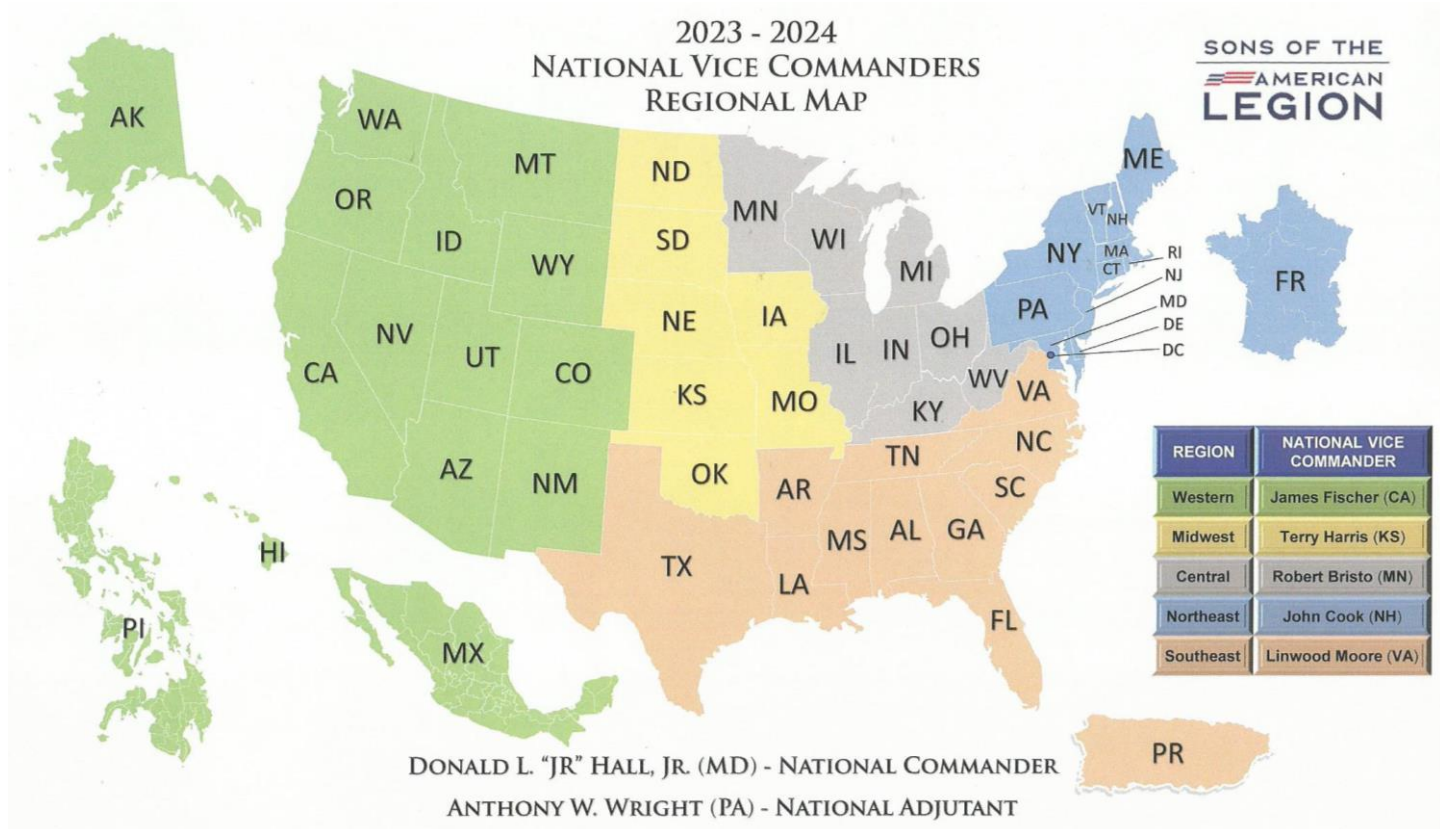 2023 - 2024
NATIONAL VICE COMMANDERS
REGIONAL MAP
SONS OF THE
AMERICAN
LEGION
AK
WA
MT
ND
MN
ME
OR
ID
WY
SD
WI
MI
VT
NH
NY
MA
CT
RI
NJ
FR
NV
UT
CO
NE
IA
IL
IN
OH
PA
MD
DE
DC
CA
KS
MO
KY
WV
VA
AZ
NM
OK
AR
TN
NC
SC
MS
AL
GA
HI
TX
LA
FL
PI
MX
PR
REGION
NATIONAL VICE
COMMANDER
Western
James Fischer (CA)
Midwest
Terry Harris (KS)
Central
Robert Bristo (MN)
Northeast
John Cook (NH)
Southeast
Linwood Moore (VA)
DONALD L. “JR” HALL, JR. (MD) - NATIONAL COMMANDER
ANTHONY W. WRIGHT (PA) - NATIONAL ADJUTANT